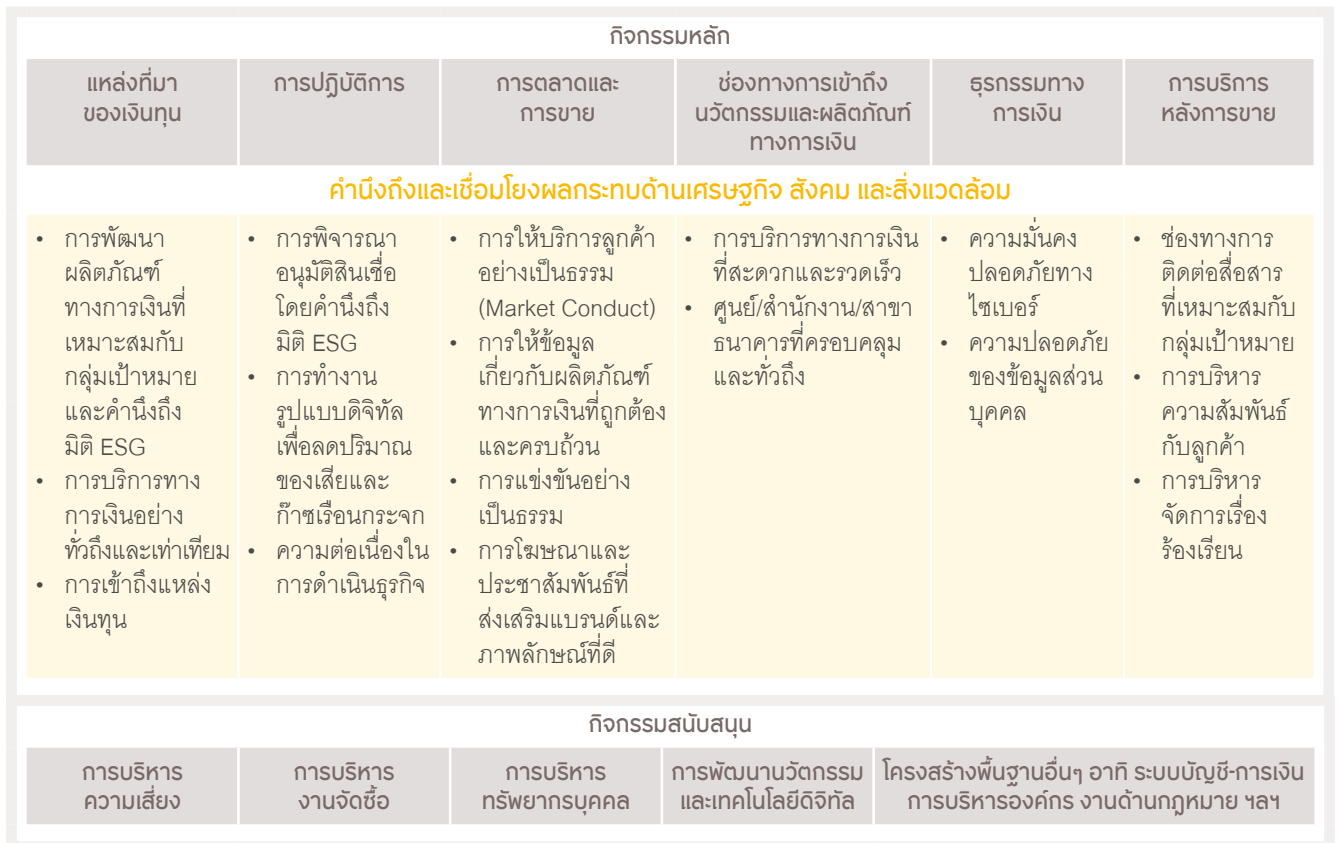 กิจกรรมหลัก
แหล่งที่มา
ของเงินทุน
การปฏิบัติการ
การตลาดและ
การขาย
ช่องทางการเข้าถึง
นวัตกรรมและผลิตภัณฑ์
ทางการเงิน
ธุรกรรมทาง
การเงิน
การบริการ
หลังการขาย
คำนึงถึงและเชื่อมโยงผลกระทบด้านเศรษฐกิจ สังคม และสิ่งแวดล้อม
• การพัฒนา
ผลิตภัณฑ์
ทางการเงินที่
เหมาะสมกับ
กลุ่มเป้าหมาย
และคำนึงถึง
มิติ ESG
• การบริการทาง
การเงินอย่าง
ทั่วถึงและเท่าเทียม
• การเข้าถึงแหล่ง
เงินทุน
• การพิจารณา
อนุมัติสินเชื่อ
โดยคำนึงถึง
มิติ ESG
• การทำงาน
รูปแบบดิจิทัล
เพื่อลดปริมาณ
ของเสียและ
ก๊าซเรือนกระจก
• ความต่อเนื่องใน
การดำเนินธุรกิจ
• การให้บริการลูกค้า
อย่างเป็นธรรม
(Market Conduct)
• การให้ข้อมูล
เกี่ยวกับผลิตภัณฑ์
ทางการเงินที่ถูกต้อง
และครบถ้วน
• การแข่งขันอย่าง
เป็นธรรม
• การโฆษณาและ
ประชาสัมพันธ์ที่
ส่งเสริมแบรนด์และ
ภาพลักษณ์ที่ดี
• การบริการทางการเงิน
ที่สะดวกและรวดเร็ว
• ศูนย์/สำนักงาน/สาขา
ธนาคารที่ครอบคลุม
และทั่วถึง
• ความมั่นคง
ปลอดภัยทาง
ไซเบอร์
• ความปลอดภัย
ของข้อมูลส่วน
บุคคล
• ช่องทางการ
ติดต่อสื่อสาร
ที่เหมาะสมกับ
กลุ่มเป้าหมาย
• การบริหาร
ความสัมพันธ์
กับลูกค้า
• การบริหาร
จัดการเรื่อง
ร้องเรียน
กิจกรรมสนับสนุน
การบริหาร
ความเสี่ยง
การบริหาร
งานจัดซื้อ
การบริหาร
ทรัพยากรบุคคล
การพัฒนานวัตกรรม
และเทคโนโลยีดิจิทัล
โครงสร้างพื้นฐานอื่นๆ อาทิ ระบบบัญชี-การเงิน
การบริหารองค์กร งานด้านกฎหมาย ฯลฯ